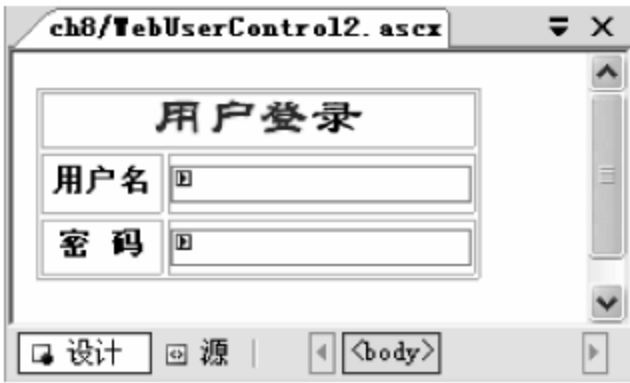 ch8/WebUserControl2.ascx
用户登录
用户名
密 码
设计 源 <body>